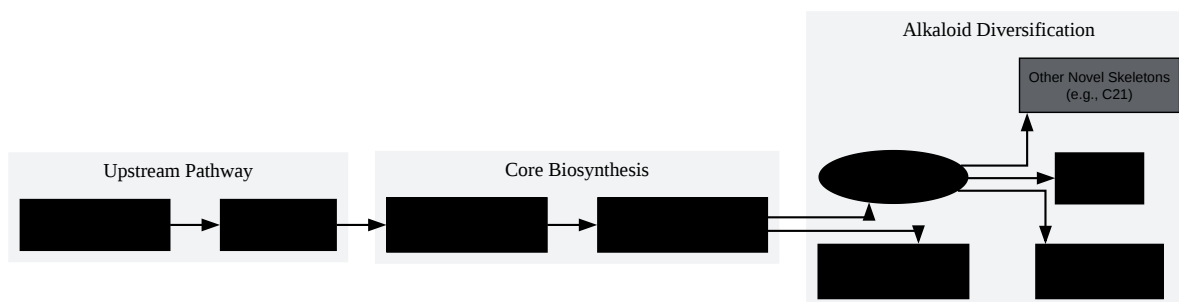 Alkaloid Diversification
Other Novel Skeletons
(e.g., C21)
Upstream Pathway
Core Biosynthesis